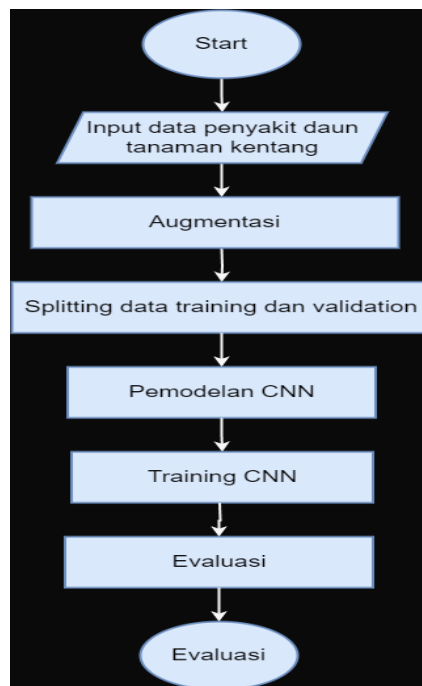 Start
Input data penyakit daun
tanaman kentang
Augmentasi
Splitting data training dan validation
Pemodelan CNN
Training CNN
Evaluasi
Evaluasi